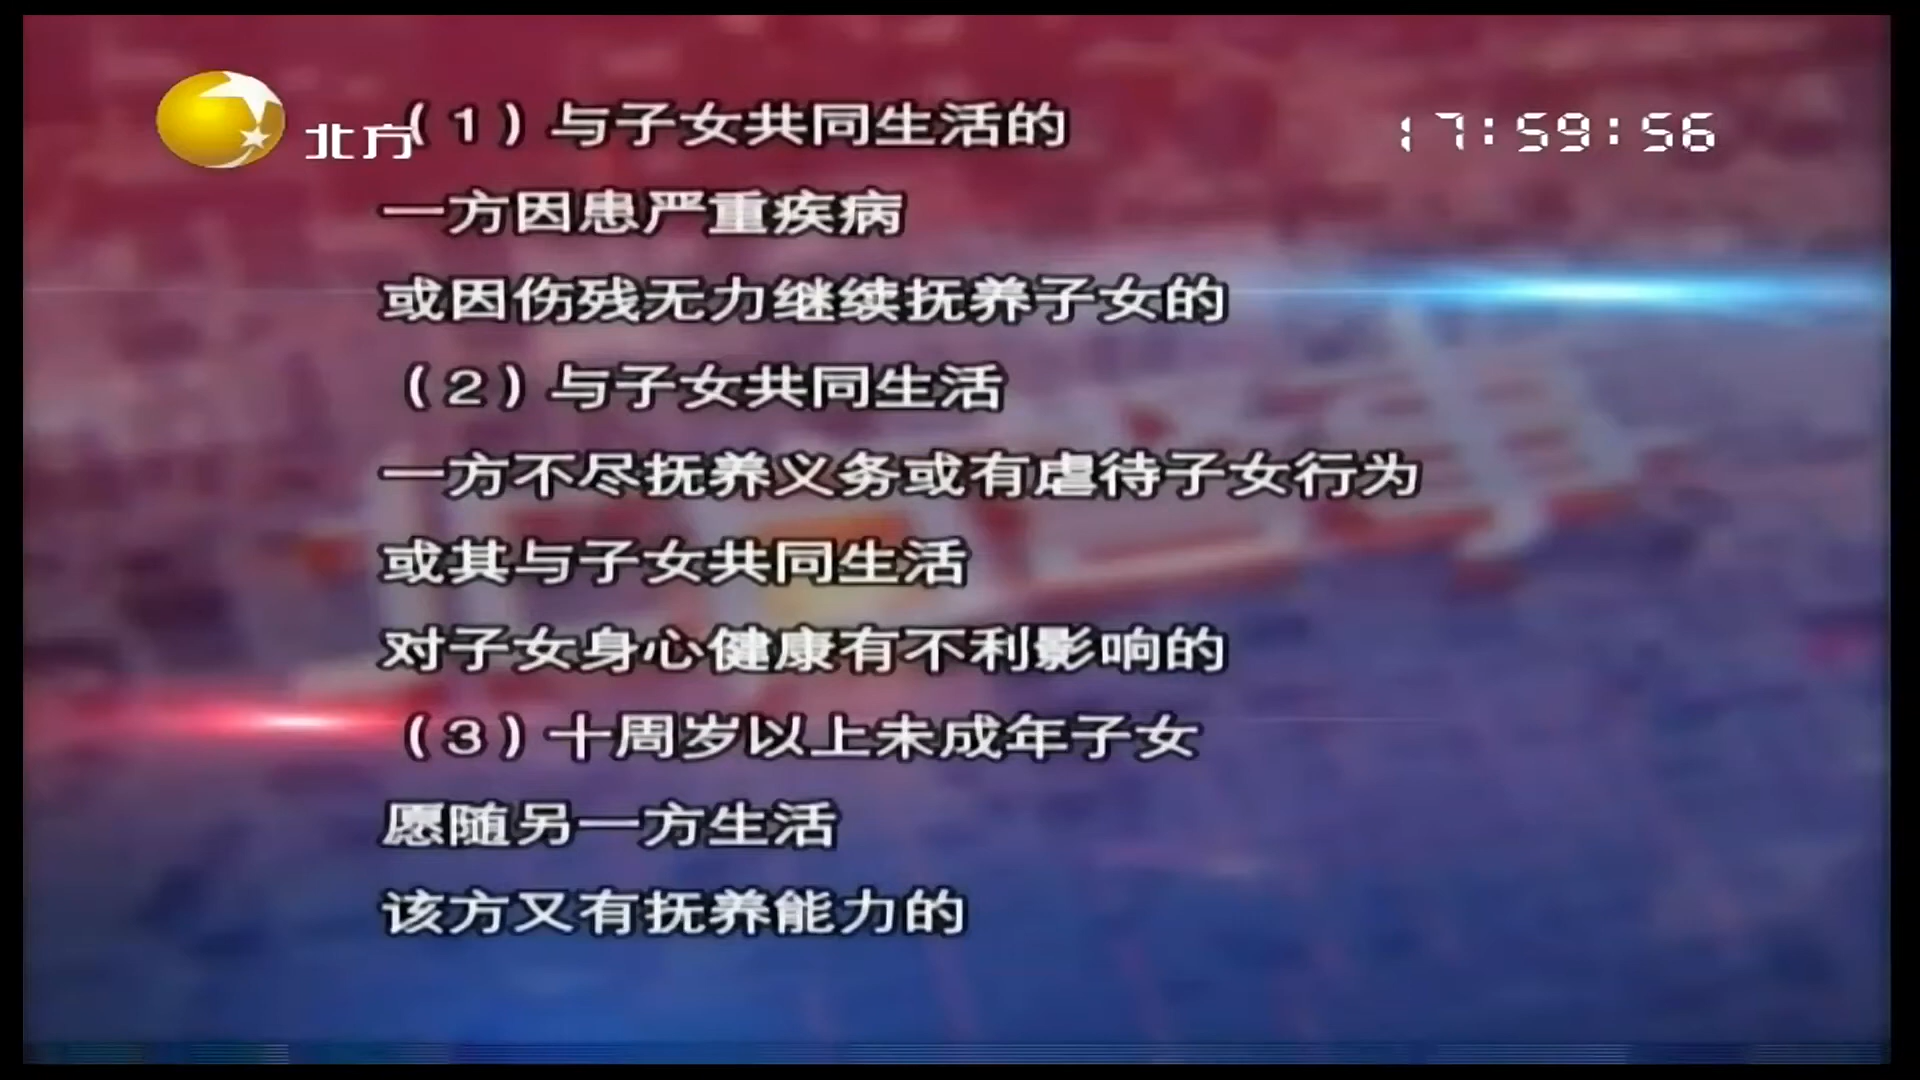 北方
17:59:56
（1）与子女共同生活的
一方因患严重疾病
或因伤残无力继续抚养子女的
（2）与子女共同生活
一方不尽抚养义务或有虐待子女行为
或其与子女共同生活
对子女身心健康有不利影响的
（3）十周岁以上未成年子女
愿随另一方生活
该方又有抚养能力的